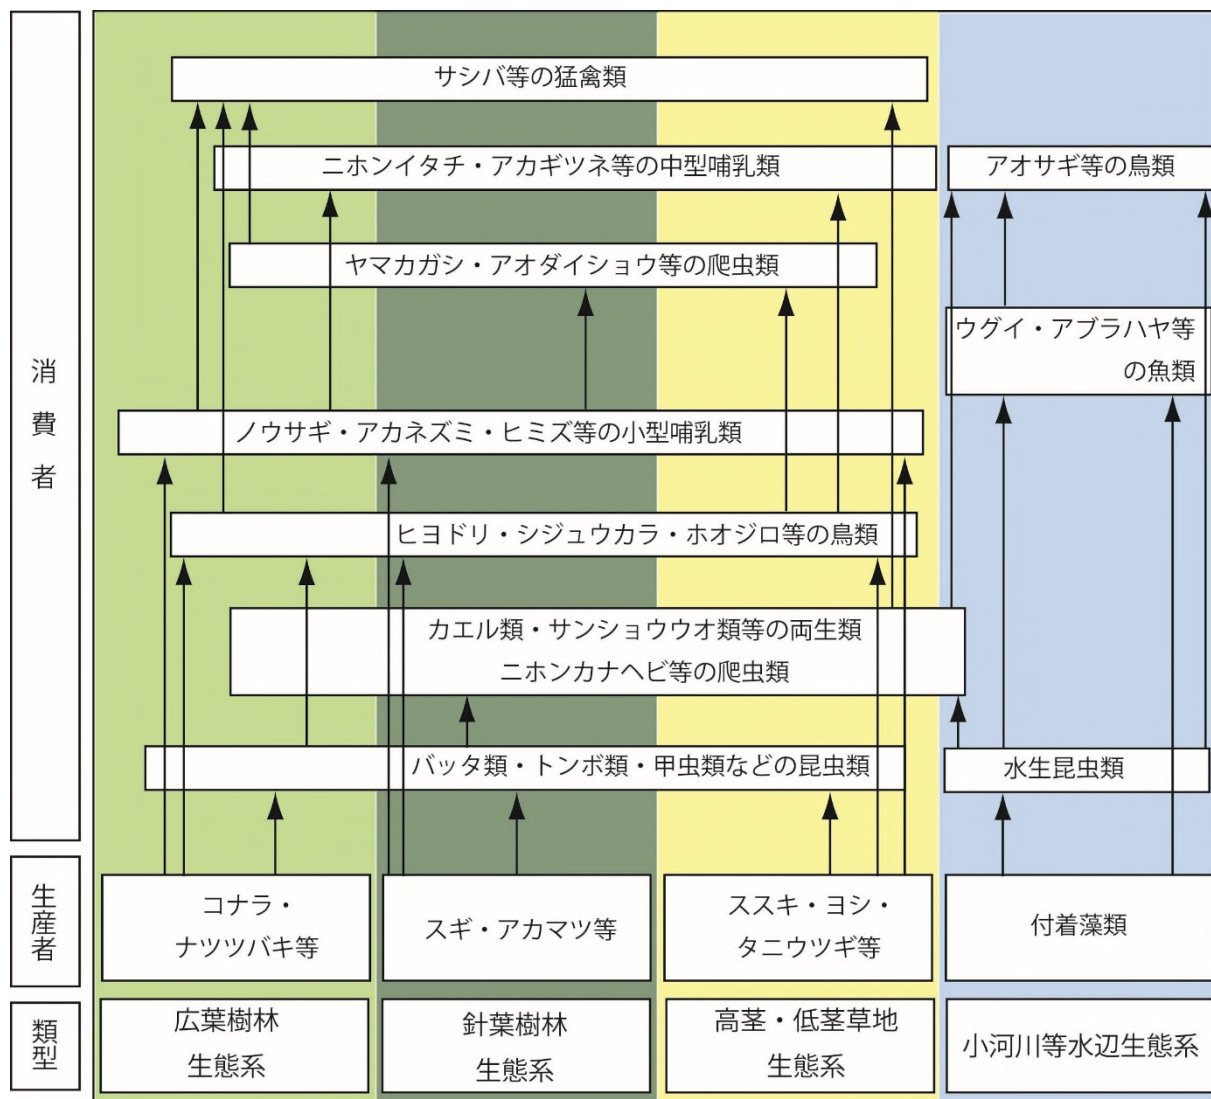 消費者
サシバ等の猛禽類
ニホンイタチ・アカギツネ等の中型哺乳類
アオサギ等の鳥類
ヤマカガシ・アオダイショウ等の爬虫類
ウグイ・アブラハヤ等
の魚類
ノウサギ・アカネズミ・ヒミズ等の小型哺乳類
ヒヨドリ・シジュウカラ・ホオジロ等の鳥類
カエル類・サンショウウオ類等の両生類
ニホンカナヘビ等の爬虫類
バッタ類・トンボ類・甲虫類などの昆虫類
水生昆虫類
生産者
コナラ・
ナツツバキ等
スギ・アカマツ等
ススキ・ヨシ・
タニウツギ等
付着藻類
類型
広葉樹林
生態系
針葉樹林
生態系
高茎・低茎草地
生態系
小河川等水辺生態系